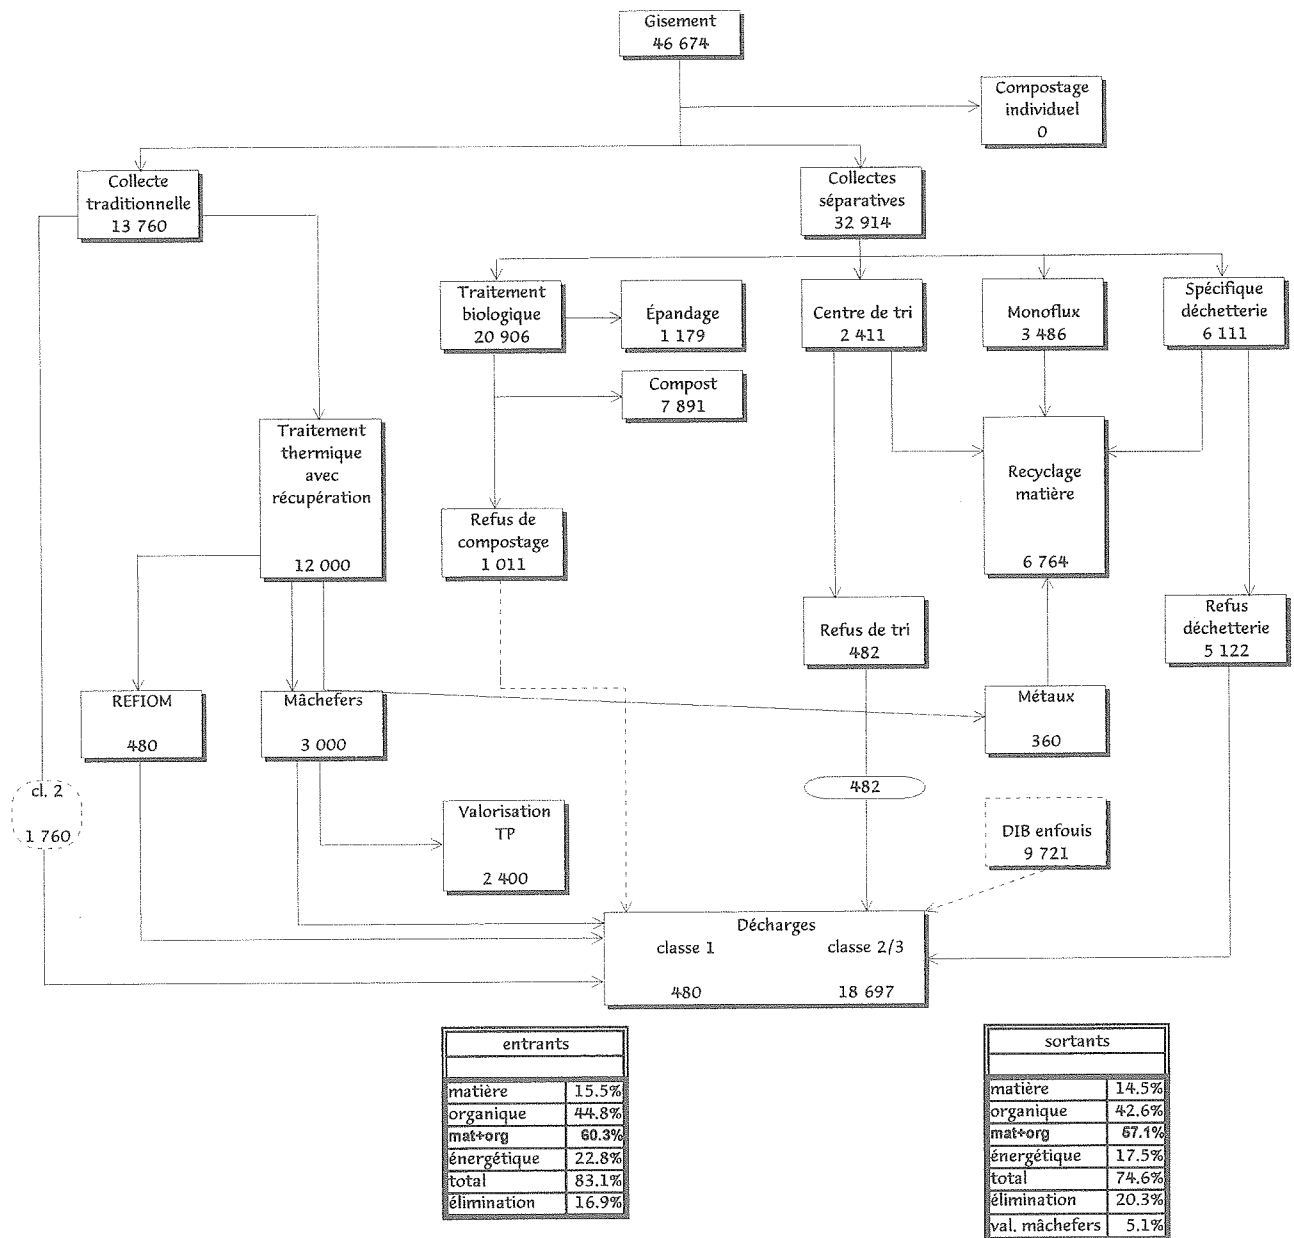 Gisement
46 674
Compostage
individuel
0
Collecte
traditionnelle
13 760
Collectes
séparatives
32 914
Traitement
biologique
20 906
Épandage
1 179
Centre de tri
2 411
Monoflux
3 486
Spécifique
déchetterie
6 111
Compost
7 891
Traitement
thermique
avec
récupération
12 000
Recyclage
matière
6 764
Refus de
compostage
1 011
Refus de tri
482
Refus
déchetterie
5 122
REFIOM
480
Mâchefers
3 000
Métaux
360
cl. 2
1 760
482
Valorisation
TP
2 400
DIB enfouis
9 721
Décharges
classe 1 classe 2/3
480 18 697
entrants
matière 15.5%
organique 44.8%
mat+org 60.3%
énergétique 22.8%
total 83.1%
élimination 16.9%
sortants
matière 14.5%
organique 42.6%
mat+org 57.1%
énergétique 17.5%
total 74.6%
élimination 20.3%
val. mâchefers 5.1%